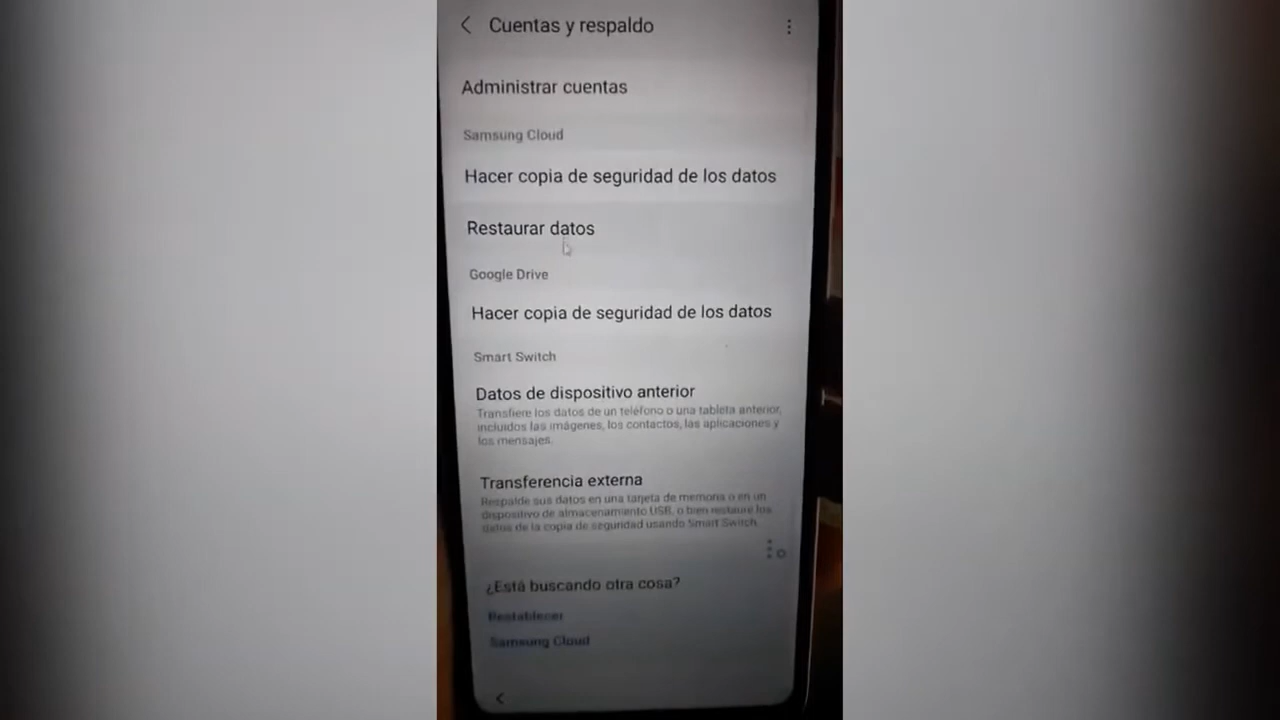 Cuentas y respaldo
Administrar cuentas
Samsung Cloud
Hacer copia de seguridad de los datos
Restaurar datos
Google Drive
Hacer copia de seguridad de los datos
Smart Switch
Datos de dispositivo anterior
Transfiere los datos de un teléfono o una tableta anterior,
incluidos las imágenes, los contactos, las aplicaciones y
los mensajes.
Transferencia externa
Respalde sus datos en una tarjeta de memoria o en un
dispositivo de almacenamiento USB, o bien restaure los
datos de la copia de seguridad usando Smart Switch.
¿Está buscando otra cosa?
Restablecer
Samsung Cloud